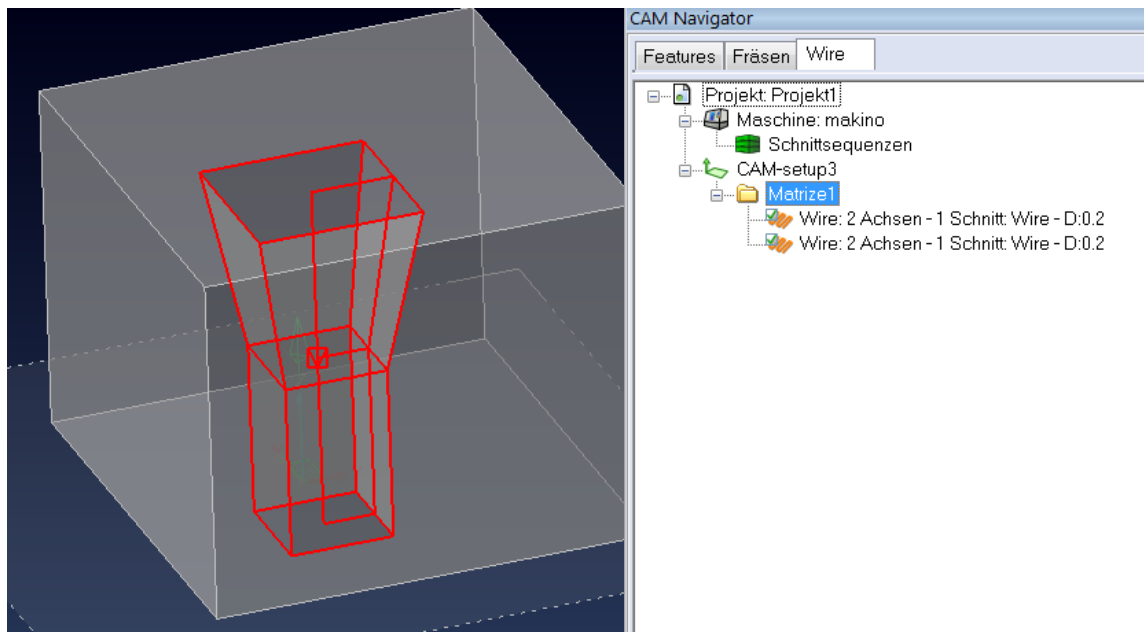 CAM Navigator
Features Fräsen Wire
Projekt: Projekt1
Maschine: makino
Schnittsequenzen
CAM-setup3
Matrize1
Wire: 2 Achsen - 1 Schnitt: Wire - D:0.2
Wire: 2 Achsen - 1 Schnitt: Wire - D:0.2